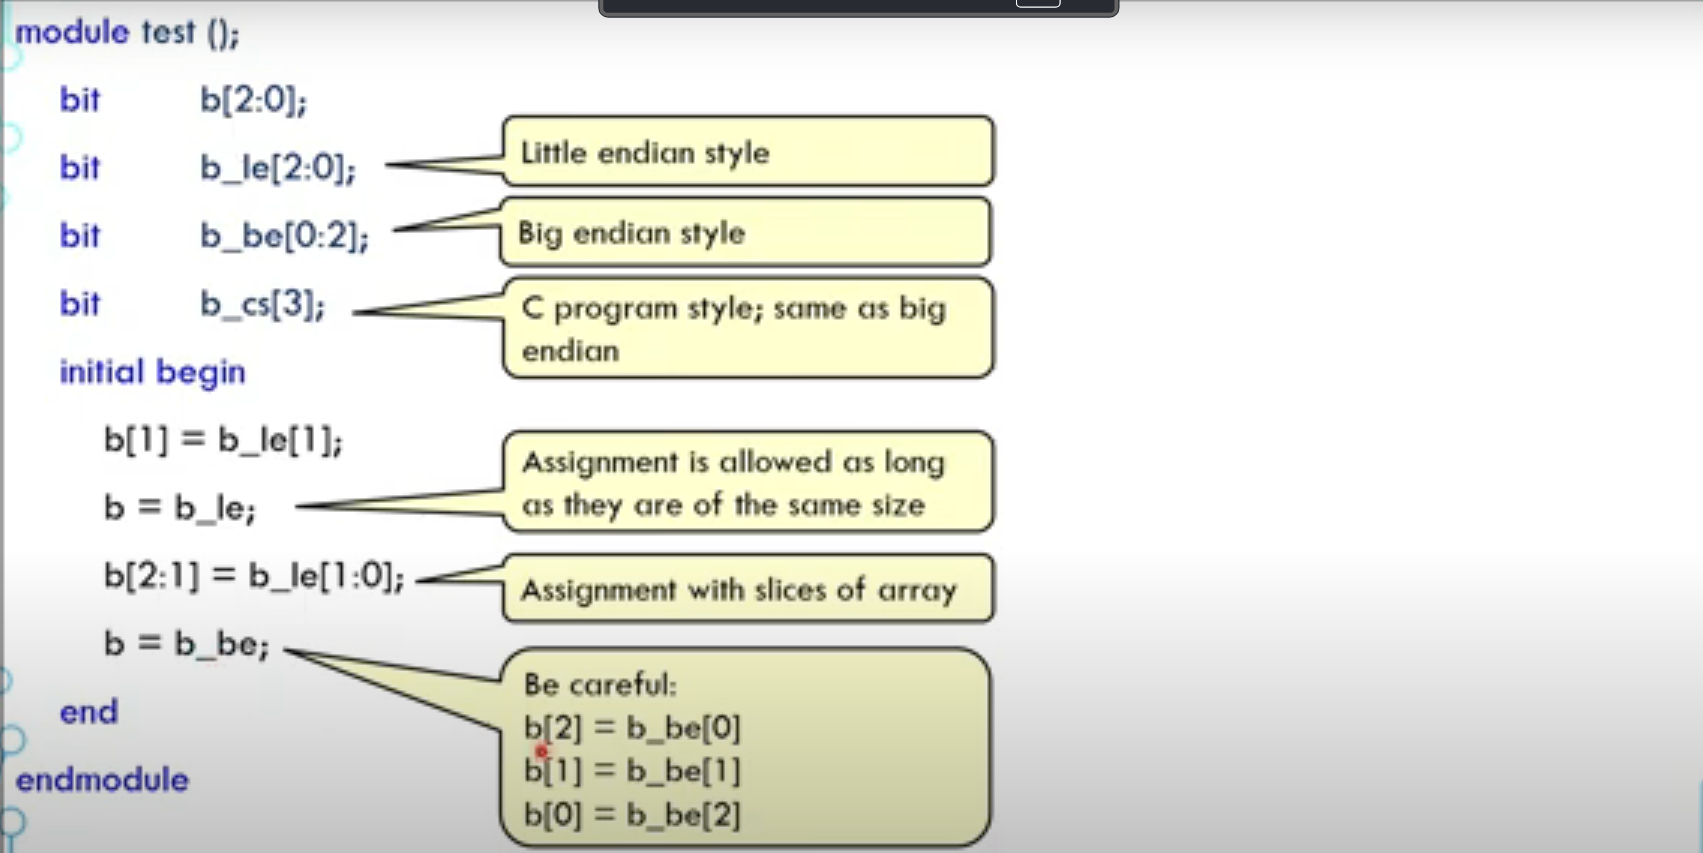 module test ();
bit b[2:0];
bit b_le[2:0];
Little endian style
bit b_be[0:2];
Big endian style
bit b_cs[3];
C program style; same as big
endian
initial begin
b[1] = b_le[1];
b = b_le;
Assignment is allowed as long
as they are of the same size
b[2:1] = b_le[1:0];
Assignment with slices of array
b = b_be;
Be careful:
b[2] = b_be[0]
b[1] = b_be[1]
b[0] = b_be[2]
end
endmodule